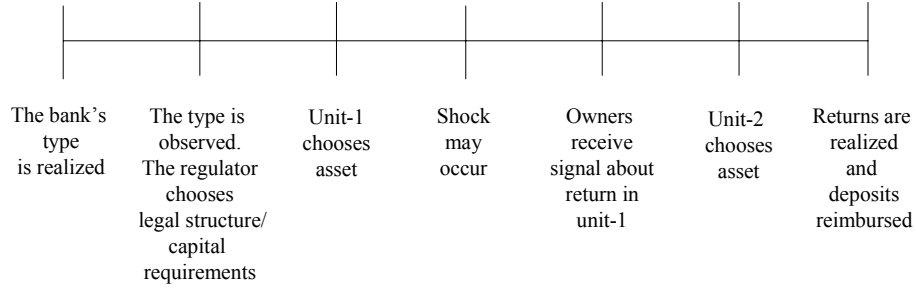 The bank's
type
is realized
The type is
observed.
The regulator
chooses
legal structure/
capital
requirements
Unit-1
chooses
asset
Shock
may
occur
Owners
receive
signal about
return in
unit-1
Unit-2
chooses
asset
Returns are
realized
and
deposits
reimbursed